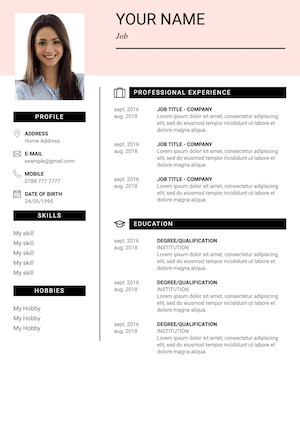 YOUR NAME
Job
PROFILE
ADDRESS
Home Address
E-MAIL
example@gmail.com
MOBILE
0788 777 7777
DATE OF BIRTH
24/05/1995
SKILLS
My skill
My skill
My skill
My skill
My skill
HOBBIES
My Hobby
My Hobby
My Hobby
PROFESSIONAL EXPERIENCE
sept. 2016
aug. 2018
JOB TITLE - COMPANY
Lorem ipsum dolor sit amet, consectetur adipiscing elit, sed do eiusmod tempor incididunt ut labore et
dolore magna aliqua.
sept. 2016
aug. 2018
JOB TITLE - COMPANY
Lorem ipsum dolor sit amet, consectetur adipiscing elit, sed do eiusmod tempor incididunt ut labore et
dolore magna aliqua.
sept. 2016
aug. 2018
JOB TITLE - COMPANY
Lorem ipsum dolor sit amet, consectetur adipiscing elit, sed do eiusmod tempor incididunt ut labore et
dolore magna aliqua.
EDUCATION
sept. 2016
aug. 2018
DEGREE/QUALIFICATION
INSTITUTION
Lorem ipsum dolor sit amet, consectetur adipiscing elit, sed do eiusmod tempor incididunt ut labore et
dolore magna aliqua.
sept. 2016
aug. 2018
DEGREE/QUALIFICATION
INSTITUTION
Lorem ipsum dolor sit amet, consectetur adipiscing elit, sed do eiusmod tempor incididunt ut labore et
dolore magna aliqua.
sept. 2016
aug. 2018
DEGREE/QUALIFICATION
INSTITUTION
Lorem ipsum dolor sit amet, consectetur adipiscing elit, sed do eiusmod tempor incididunt ut labore et
dolore magna aliqua.